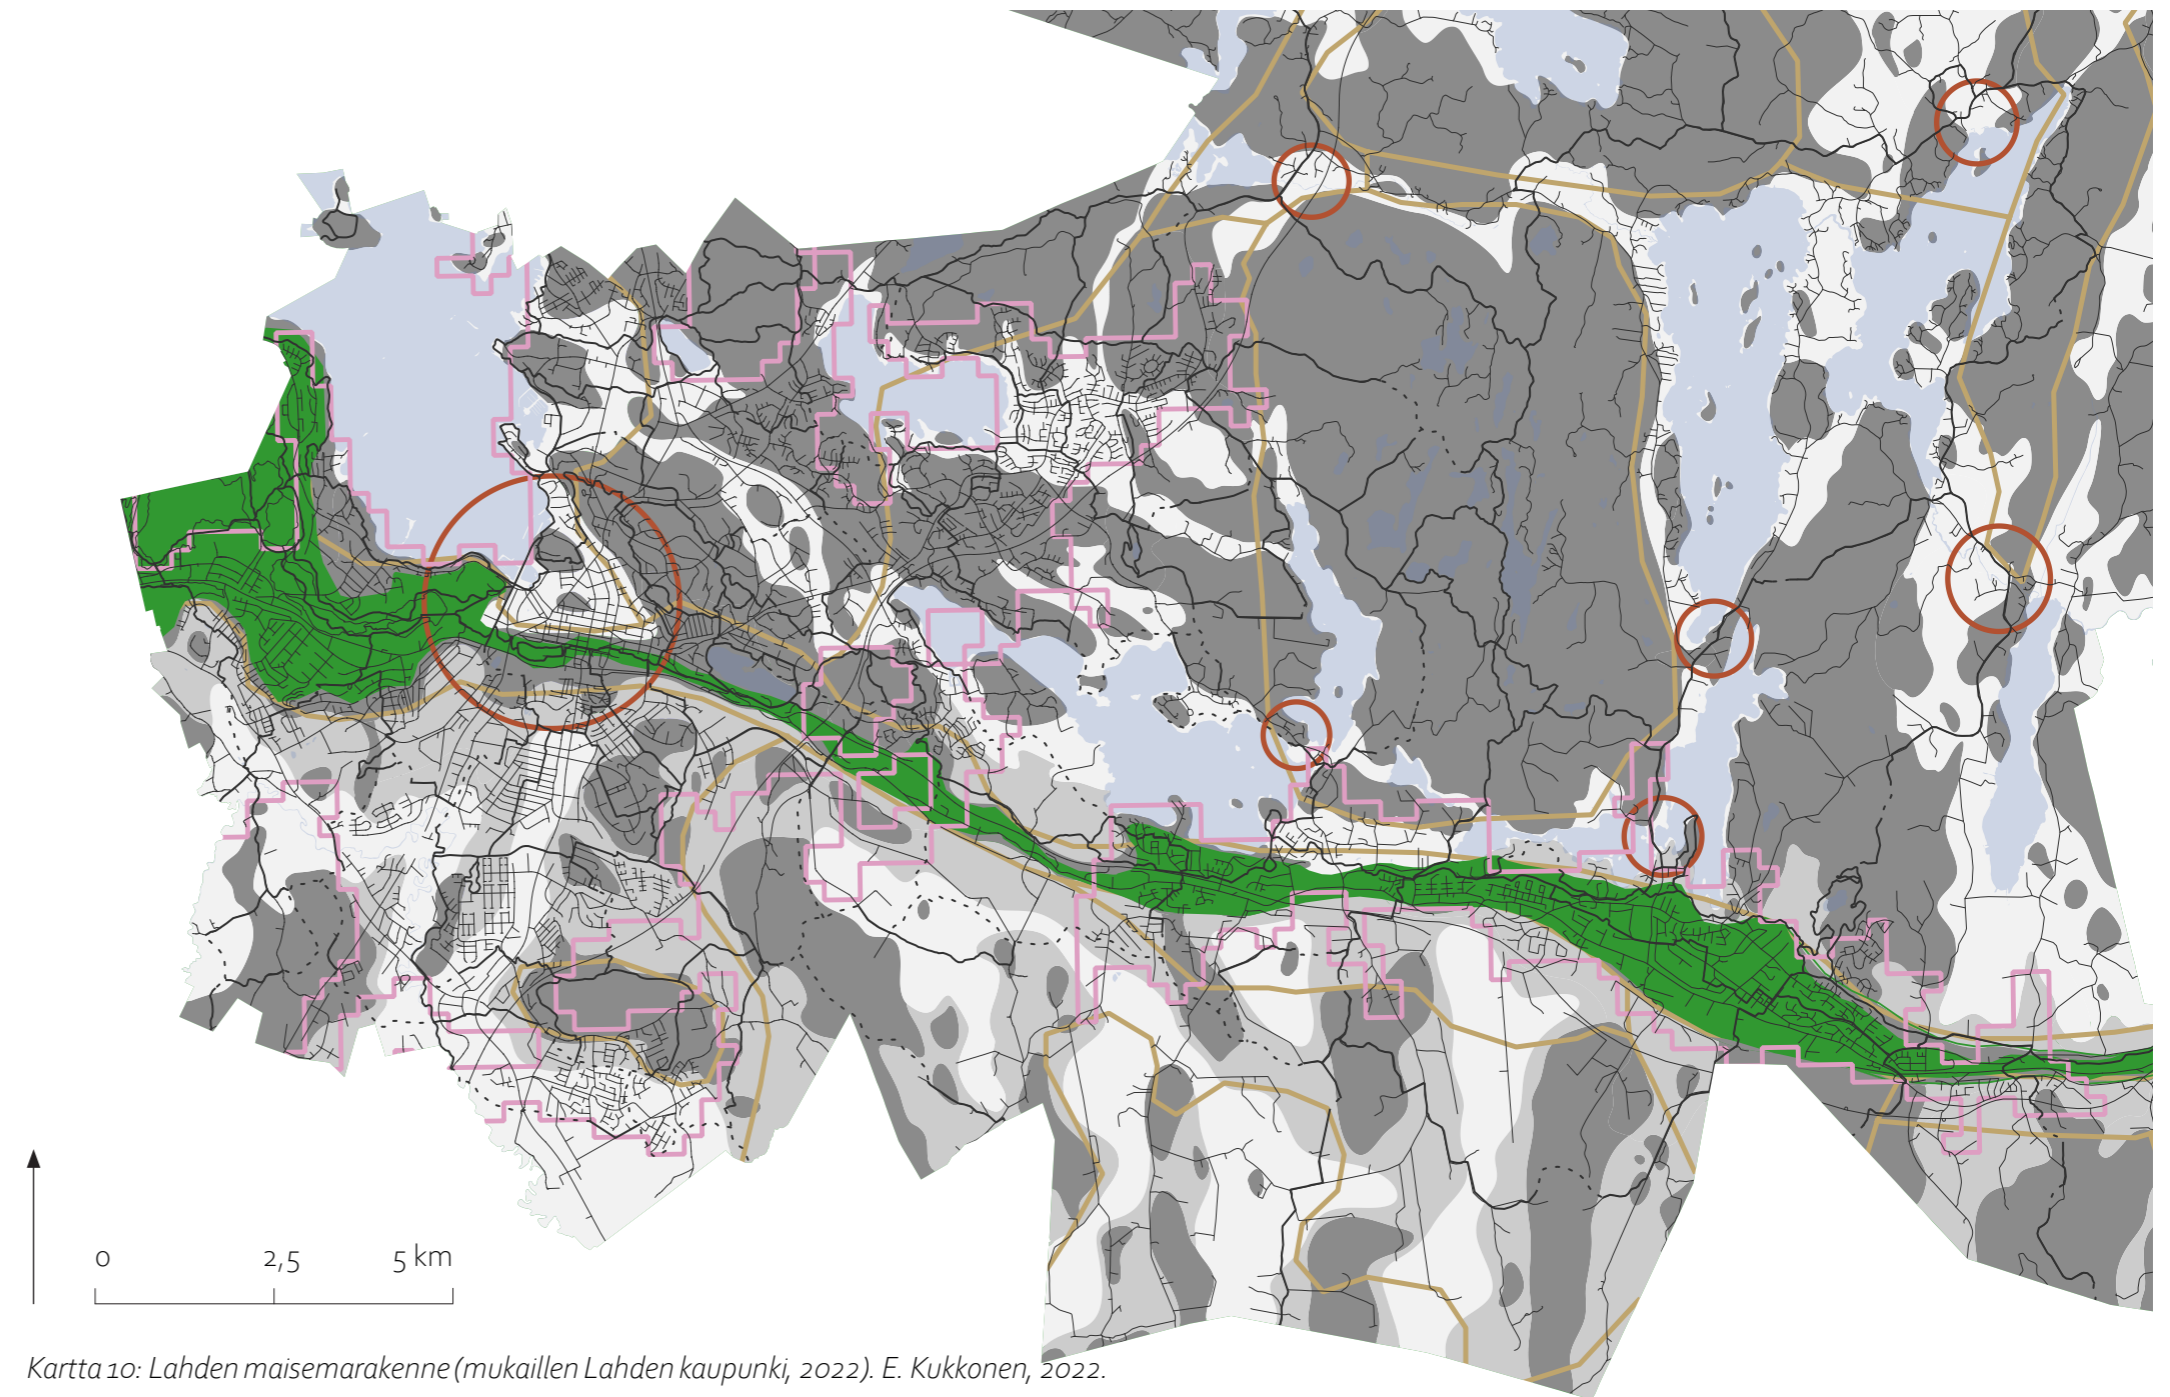 0 2,5 5 km
Kartta 10: Lahden maisemarakenne (mukaillen Lahden kaupunki, 2022). E. Kukkonen, 2022.